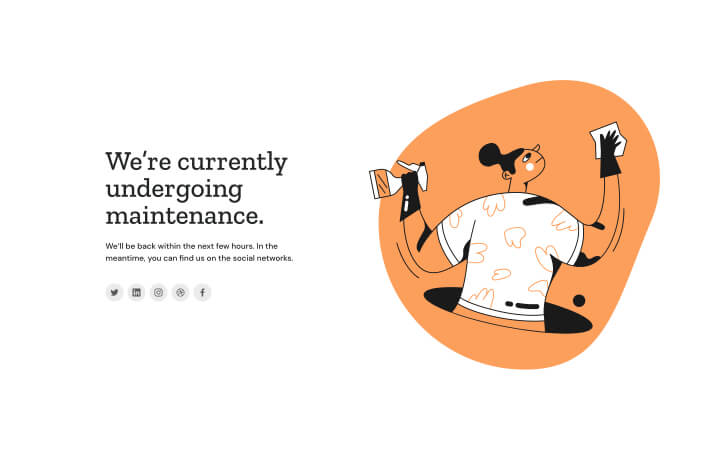 We’re currently
undergoing
maintenance.
We’ll be back within the next few hours. In the
meantime, you can find us on the social networks.